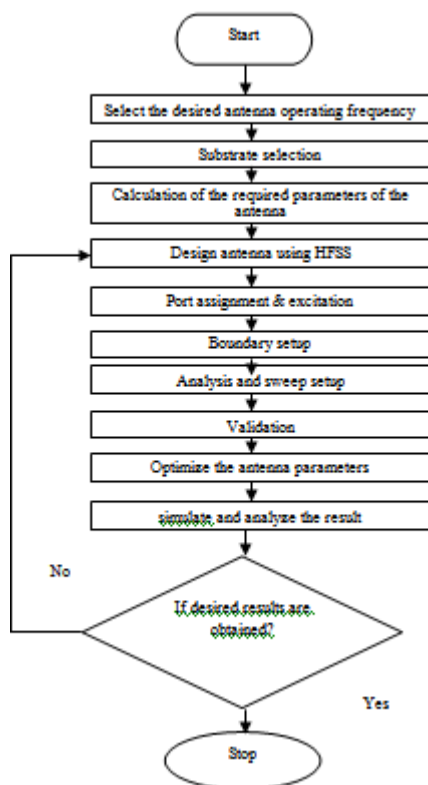 Start
Select the desired antenna operating frequency
Substrate selection
Calculation of the required parameters of the
antenna
Design antenna using HFSS
Port assignment & excitation
Boundary setup
Analysis and sweep setup
Validation
Optimize the antenna parameters
simulate and analyze the result
No
If desired results are
obtained?
Yes
Stop